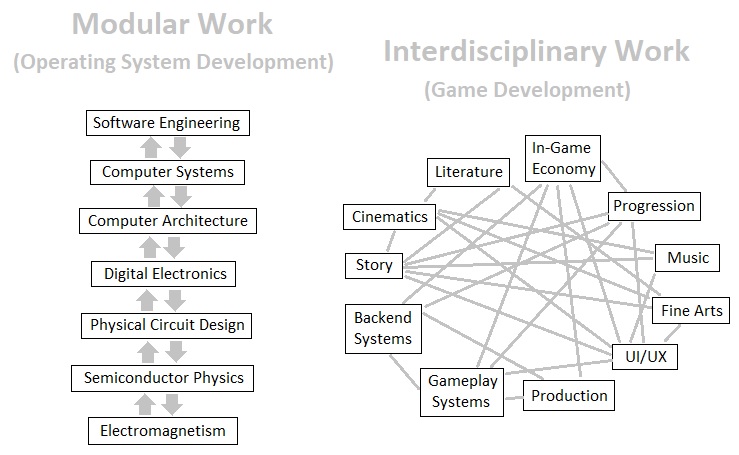 Modular Work
(Operating System Development)
Software Engineering
Computer Systems
Computer Architecture
Digital Electronics
Physical Circuit Design
Semiconductor Physics
Electromagnetism
Interdisciplinary Work
(Game Development)
In-Game
Economy
Literature
Progression
Cinematics
Music
Story
Fine Arts
Backend
Systems
UI/UX
Gameplay
Systems
Production